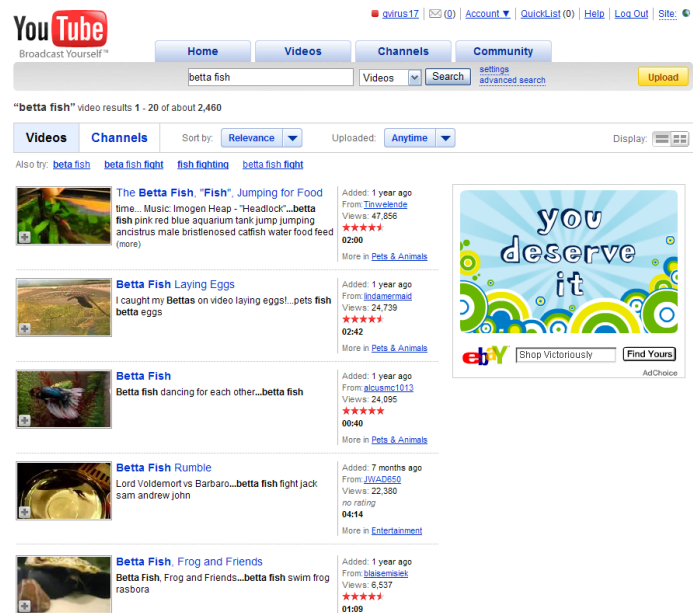 YouTube
Broadcast Yourself™
qvirus17 (0) Account ▼ QuickList (0) Help Log Out Site:
Home Videos Channels Community
betta fish Videos Search settings
advanced search
Upload
“betta fish” video results 1 - 20 of about 2,460
Videos Channels Sort by: Relevance Uploaded: Anytime Display:
Also try: beta fish beta fish fight fish fighting betta fish fight
The Betta Fish, "Fish", Jumping for Food
time... Music: Imogen Heap - "Headlock"...betta
fish pink red blue aquarium tank jump jumping
ancistrus male bristlenosed catfish water food feed
(more)
Added: 1 year ago
From: Tinwelende
Views: 47,856
02:00
More in Pets & Animals
Betta Fish Laying Eggs
I caught my Bettas on video laying eggs!...pets fish
betta eggs
Added: 1 year ago
From: lindamermaid
Views: 24,739
02:42
More in Pets & Animals
Betta Fish
Betta fish dancing for each other...betta fish
Added: 1 year ago
From: alcusmc1013
Views: 24,095
00:40
More in Pets & Animals
Betta Fish Rumble
Lord Voldemort vs Barbaro...betta fish fight jack
sam andrew john
Added: 7 months ago
From: JWAD650
Views: 22,380
no rating
04:14
More in Entertainment
Betta Fish, Frog and Friends
Betta Fish, Frog and Friends...betta fish swim frog
rasbora
Added: 1 year ago
From: blaisemisiek
Views: 6,537
01:09
you
deserve
it
ebay Shop Victoriously Find Yours
AdChoice